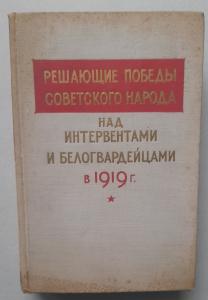 РЕШАЮЩИЕ ПОБЕДЫ
СОВЕТСКОГО НАРОДА
НАД
ИНТЕРВЕНТАМИ
И БЕЛОГВАРДЕЙЦАМИ
В 1919 г.